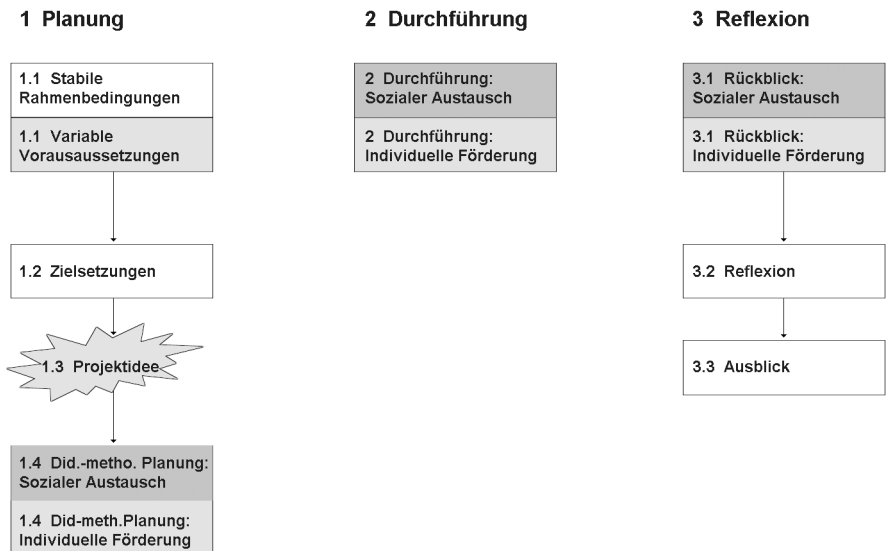 1 Planung
1.1 Stabile
Rahmenbedingungen
1.1 Variable
Vorausaussetzungen
1.2 Zielsetzungen
1.3 Projektidee
1.4 Did.-metho. Planung:
Sozialer Austausch
1.4 Did-meth.Planung:
Individuelle Förderung
2 Durchführung
2 Durchführung:
Sozialer Austausch
2 Durchführung:
Individuelle Förderung
3 Reflexion
3.1 Rückblick:
Sozialer Austausch
3.1 Rückblick:
Individuelle Förderung
3.2 Reflexion
3.3 Ausblick